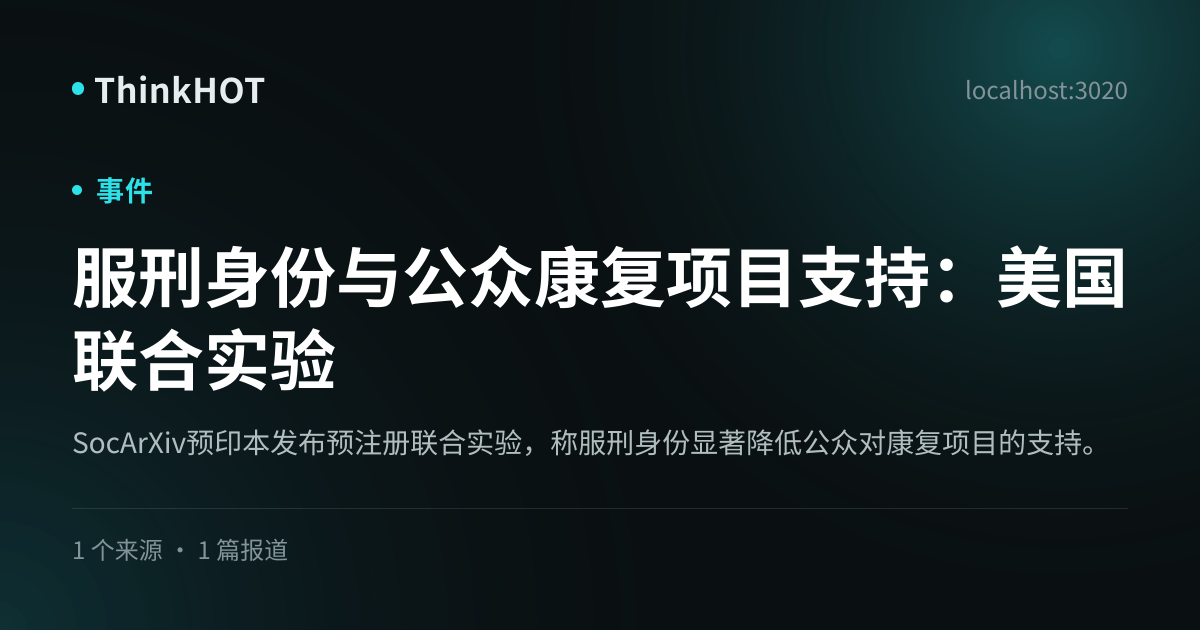 ThinkHOT
localhost:3020
事件
服刑身份与公众康复项目支持：美国
联合实验
SocArXiv预印本发布预注册联合实验，称服刑身份显著降低公众对康复项目的支持。
1 个来源 · 1 篇报道